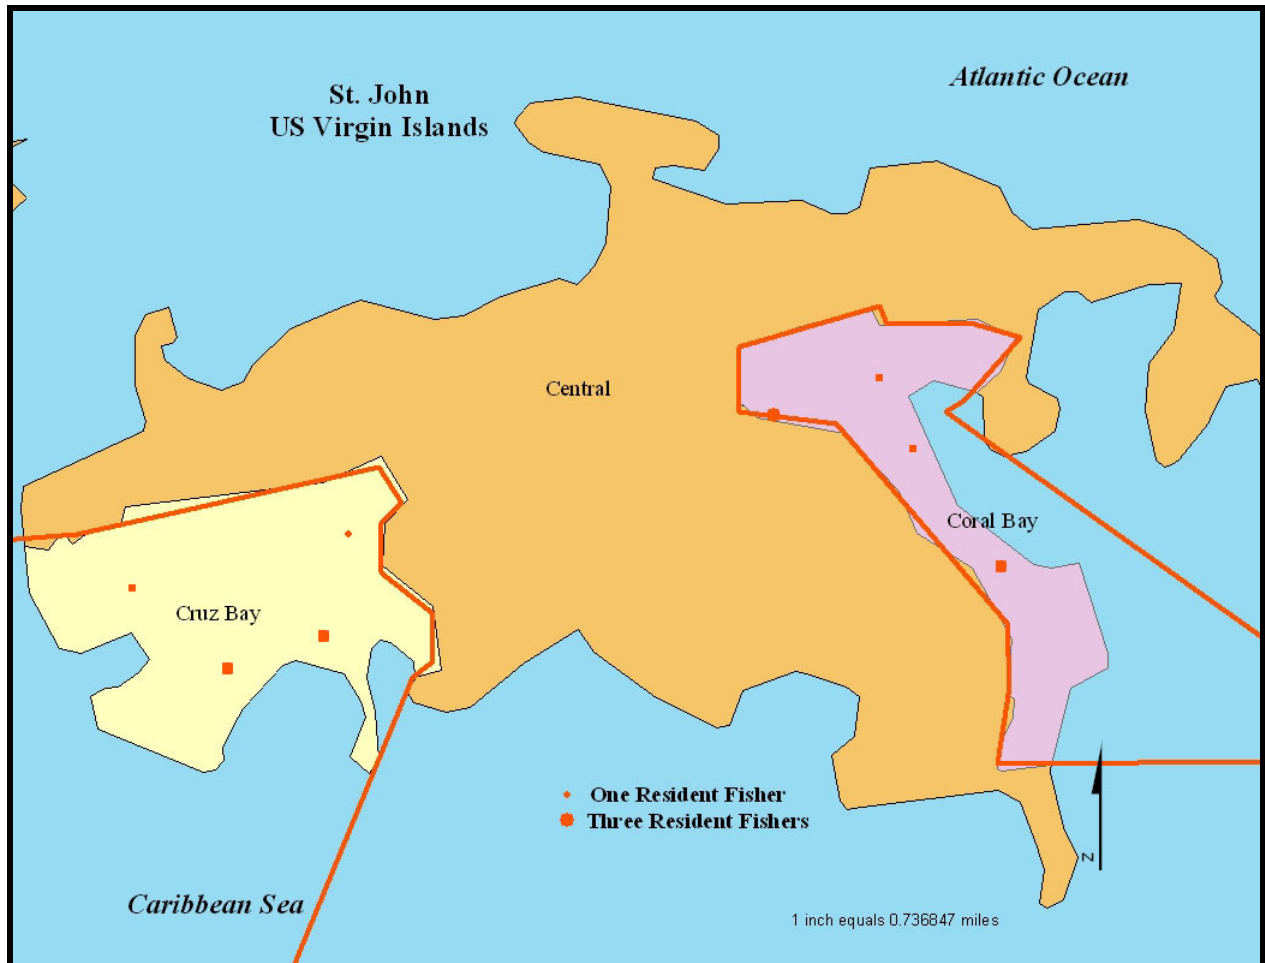 Atlantic Ocean
St. John
US Virgin Islands
Central
Coral Bay
Cruz Bay
One Resident Fisher
Three Resident Fishers
N
Caribbean Sea
1 inch equals 0.736847 miles